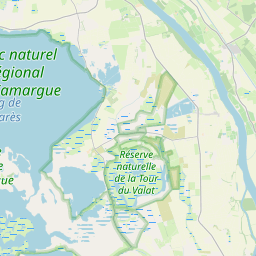 c naturel
égional
amargue
g de
arès
Réserve
naturelle
de la Tour
du Valat
e
ue